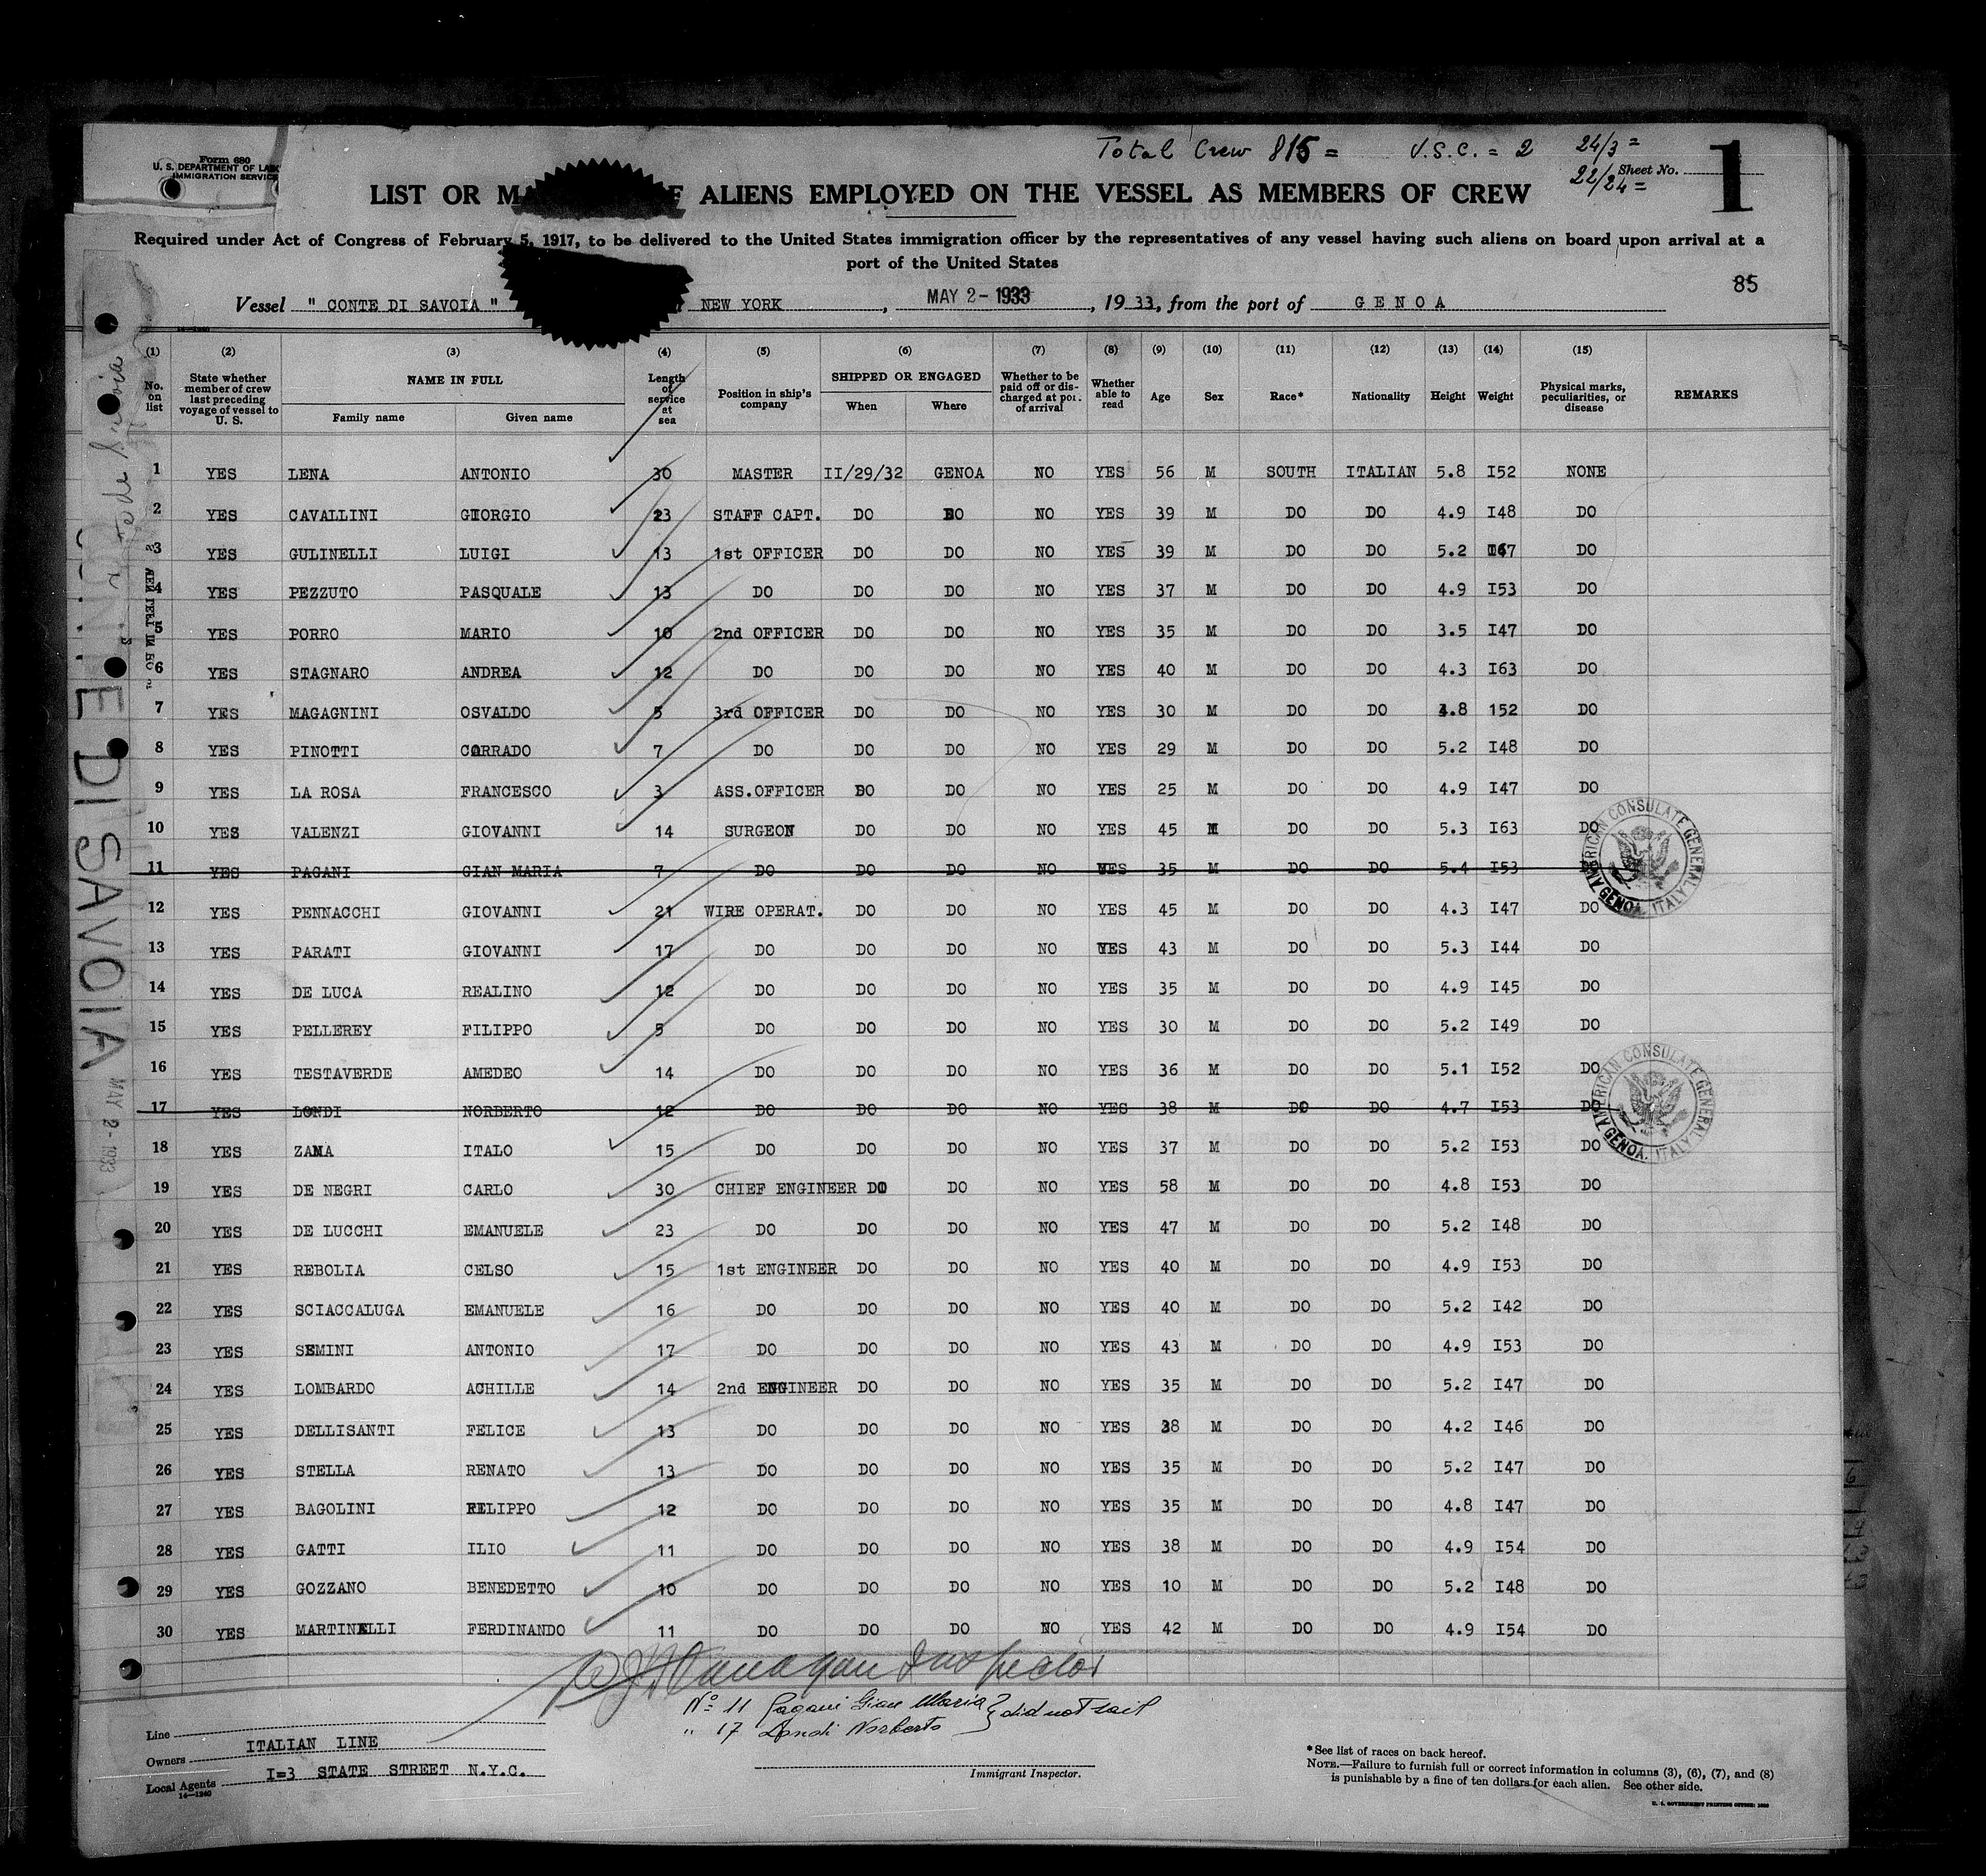 Total Crew 815 = U.S.C. = 2 24/3 =
22/24 =
Form 680
U. S. DEPARTMENT OF LAB
IMMIGRATION SERVICE
Sheet No. 1
LIST OR MA F ALIENS EMPLOYED ON THE VESSEL AS MEMBERS OF CREW
Required under Act of Congress of February 5, 1917, to be delivered to the United States immigration officer by the representatives of any vessel having such aliens on board upon arrival at a
port of the United States
85
Vessel " CONTE DI SAVOIA " NEW YORK, MAY 2 - 1933, 1933, from the port of GENOA
(1) (2) (3) (4) (5) (6) (7) (8) (9) (10) (11) (12) (13) (14) (15)
No. on list State whether member of crew last preceding voyage of vessel to U. S. NAME IN FULL Family name Given name Length of service at sea Position in ship's company SHIPPED OR ENGAGED When Where Whether to be paid off or discharged at port of arrival Whether able to read Age Sex Race* Nationality Height Weight Physical marks, peculiarities, or disease REMARKS
1 YES LENA ANTONIO 30 MASTER II/29/32 GENOA NO YES 56 M SOUTH ITALIAN 5.8 I52 NONE
2 YES CAVALLINI GIORGIO 23 STAFF CAPT. DO DO NO YES 39 M DO DO 4.9 I48 DO
3 YES GULINELLI LUIGI 13 1st OFFICER DO DO NO YES 39 M DO DO 5.2 I67 DO
4 YES PEZZUTO PASQUALE 13 DO DO DO NO YES 37 M DO DO 4.9 I53 DO
5 YES PORRO MARIO 10 2nd OFFICER DO DO NO YES 35 M DO DO 3.5 I47 DO
6 YES STAGNARO ANDREA 12 DO DO DO NO YES 40 M DO DO 4.3 I63 DO
7 YES MAGAGNINI OSVALDO 5 3rd OFFICER DO DO NO YES 30 M DO DO 4.8 152 DO
8 YES PINOTTI CORRADO 7 DO DO DO NO YES 29 M DO DO 5.2 I48 DO
9 YES LA ROSA FRANCESCO 3 ASS.OFFICER DO DO NO YES 25 M DO DO 4.9 I47 DO
10 YES VALENZI GIOVANNI 14 SURGEON DO DO NO YES 45 M DO DO 5.3 I63 DO
11 YES PAGANI GIAN MARIA 7 DO DO DO NO YES 35 M DO DO 5.4 I53 DO
12 YES PENNACCHI GIOVANNI 21 WIRE OPERAT. DO DO NO YES 45 M DO DO 4.3 I47 DO
13 YES PARATI GIOVANNI 17 DO DO DO NO YES 43 M DO DO 5.3 I44 DO
14 YES DE LUCA REALINO 12 DO DO DO NO YES 35 M DO DO 4.9 I45 DO
15 YES PELLEREY FILIPPO 5 DO DO DO NO YES 30 M DO DO 5.2 I49 DO
16 YES TESTAVERDE AMEDEO 14 DO DO DO NO YES 36 M DO DO 5.1 I52 DO
17 YES LONDI NORBERTO 12 DO DO DO NO YES 38 M DO DO 4.7 I53 DO
18 YES ZAMA ITALO 15 DO DO DO NO YES 37 M DO DO 5.2 I53 DO
19 YES DE NEGRI CARLO 30 CHIEF ENGINEER DO DO NO YES 58 M DO DO 4.8 I53 DO
20 YES DE LUCCHI EMANUELE 23 DO DO DO NO YES 47 M DO DO 5.2 I48 DO
21 YES REBOLIA CELSO 15 1st ENGINEER DO DO NO YES 40 M DO DO 4.9 I53 DO
22 YES SCIACCALUGA EMANUELE 16 DO DO DO NO YES 40 M DO DO 5.2 I42 DO
23 YES SEMINI ANTONIO 17 DO DO DO NO YES 43 M DO DO 4.9 I53 DO
24 YES LOMBARDO ACHILLE 14 2nd ENGINEER DO DO NO YES 35 M DO DO 5.2 I47 DO
25 YES DELLISANTI FELICE 13 DO DO DO NO YES 38 M DO DO 4.2 I46 DO
26 YES STELLA RENATO 13 DO DO DO NO YES 35 M DO DO 5.2 I47 DO
27 YES BAGOLINI FILIPPO 12 DO DO DO NO YES 35 M DO DO 4.8 I47 DO
28 YES GATTI ILIO 11 DO DO DO NO YES 38 M DO DO 4.9 I54 DO
29 YES GOZZANO BENEDETTO 10 DO DO DO NO YES 10 M DO DO 5.2 I48 DO
30 YES MARTINELLI FERDINANDO 11 DO DO DO NO YES 42 M DO DO 4.9 I54 DO
AMERICAN CONSULATE GENERAL GENOA, ITALY
AMERICAN CONSULATE GENERAL GENOA, ITALY
CONTE DI SAVOIA MAY 2 - 1933
Inspector
No 11 Pagani Gian Maria } did not sail
" 17 Londi Norberto
Line
Owners ITALIAN LINE
Local Agents I=3 STATE STREET N.Y.C.
14—1240
Immigrant Inspector.
*See list of races on back hereof.
NOTE.—Failure to furnish full or correct information in columns (3), (6), (7), and (8)
is punishable by a fine of ten dollars for each alien. See other side.
U. S. GOVERNMENT PRINTING OFFICE: 1930